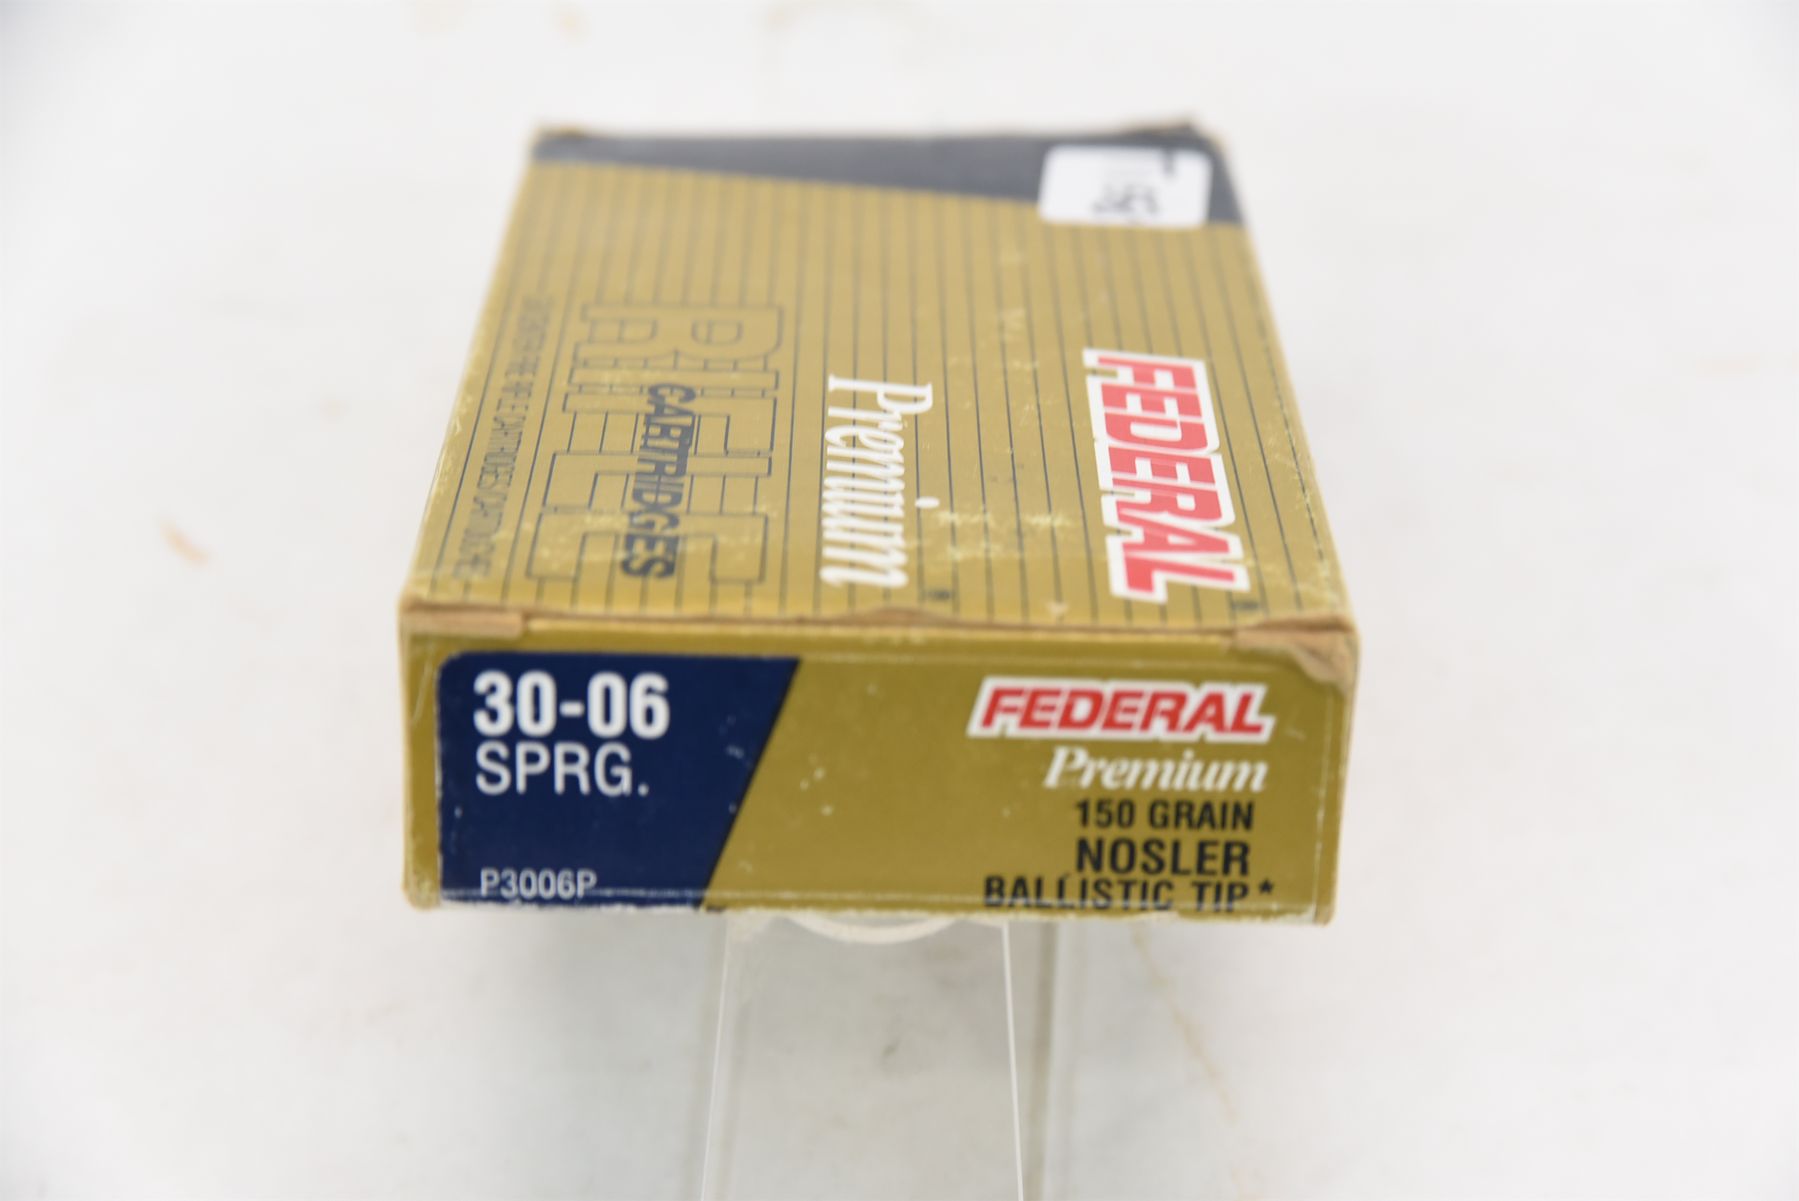 FEDERAL
Premium
RIFLE
CARTRIDGES
30-06
SPRG.
P3006P
FEDERAL
Premium
150 GRAIN
NOSLER
BALLISTIC TIP*